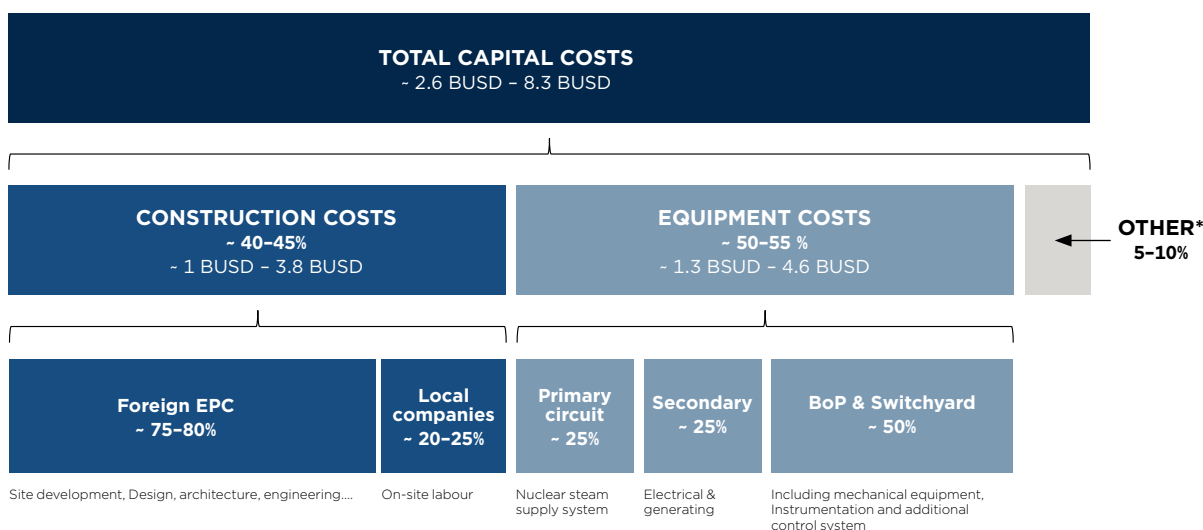 TOTAL CAPITAL COSTS
~ 2.6 BUSD – 8.3 BUSD
CONSTRUCTION COSTS
~ 40–45%
~ 1 BUSD – 3.8 BUSD
EQUIPMENT COSTS
~ 50–55 %
~ 1.3 BSUD – 4.6 BUSD
OTHER*
5–10%
Foreign EPC
~ 75–80%
Local
companies
~ 20–25%
Primary
circuit
~ 25%
Secondary
~ 25%
BoP & Switchyard
~ 50%
Site development, Design, architecture, engineering....
On-site labour
Nuclear steam
supply system
Electrical &
generating
Including mechanical equipment,
Instrumentation and additional
control system